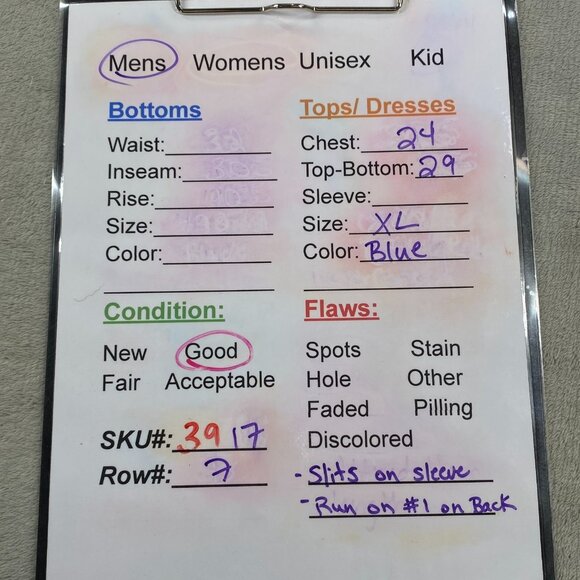 Mens Womens Unisex Kid
Bottoms
Waist:
Inseam:
Rise:
Size:
Color:
Tops/ Dresses
Chest: 24
Top-Bottom: 29
Sleeve:
Size: XL
Color: Blue
Condition:
New Good
Fair Acceptable
SKU#: 3917
Row#: 7
Flaws:
Spots Stain
Hole Other
Faded Pilling
Discolored
- Slits on sleeve
- Run on #1 on Back